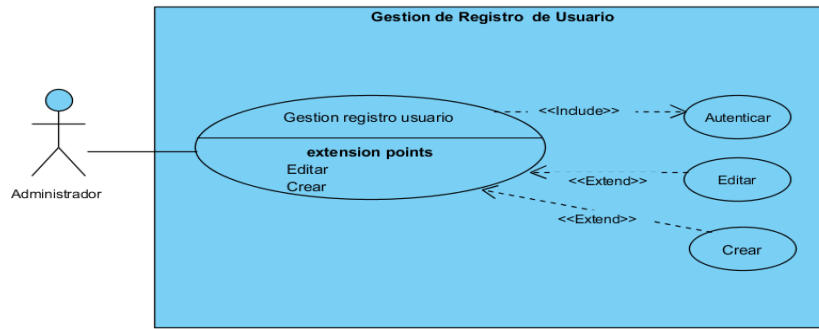 Gestion de Registro de Usuario
Gestion registro usuario
<<Include>>
Autenticar
extension points
Editar
Crear
<<Extend>>
Editar
<<Extend>>
Crear
Administrador